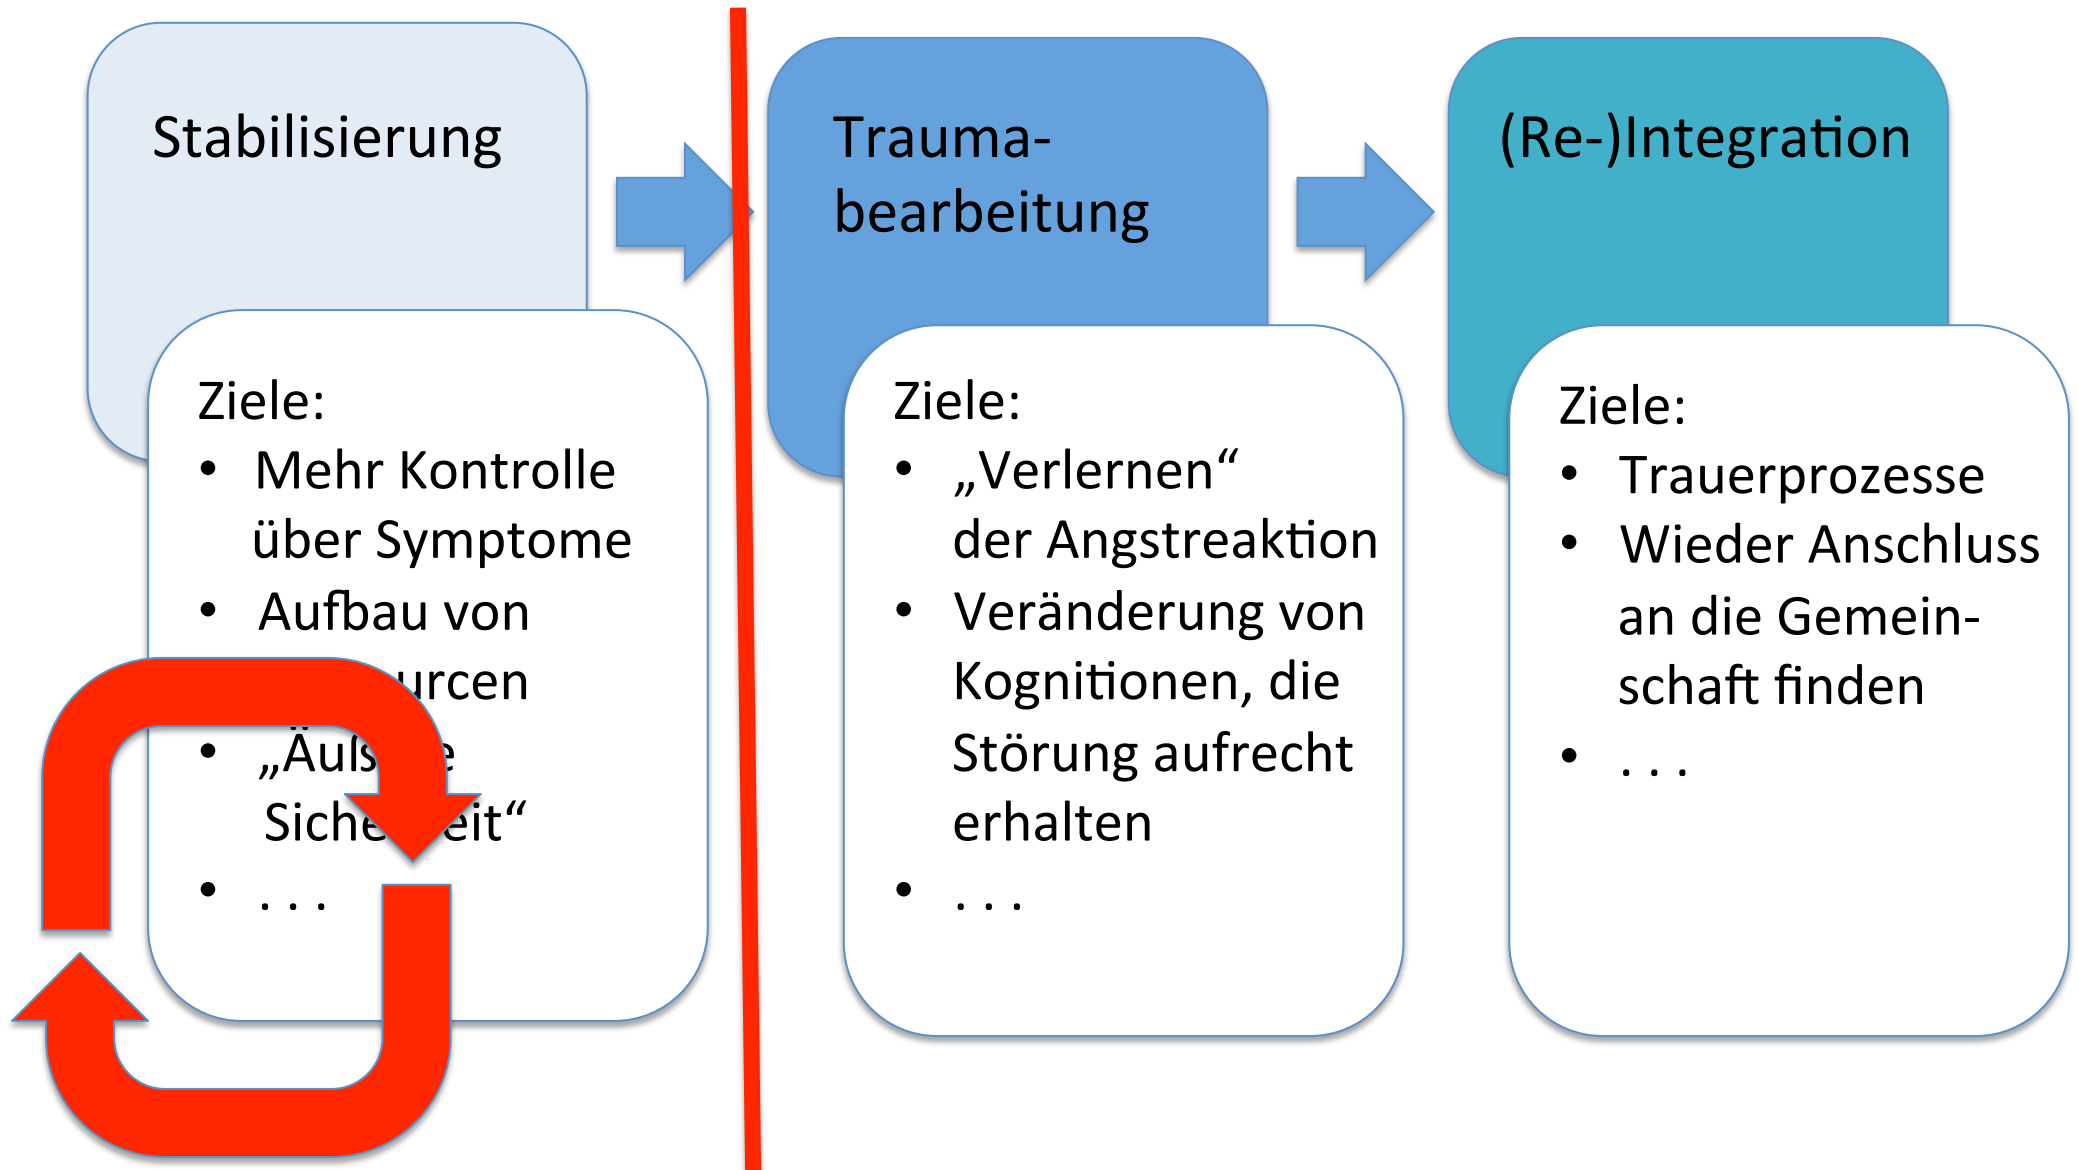 Stabilisierung
Ziele:
• Mehr Kontrolle
über Symptome
• Aufbau von
urcen
• „Äuß e
Siche eit“
• . . .
Trauma-
bearbeitung
Ziele:
• „Verlernen“
der Angstreaktion
• Veränderung von
Kognitionen, die
Störung aufrecht
erhalten
• . . .
(Re-)Integration
Ziele:
• Trauerprozesse
• Wieder Anschluss
an die Gemein-
schaft finden
• . . .